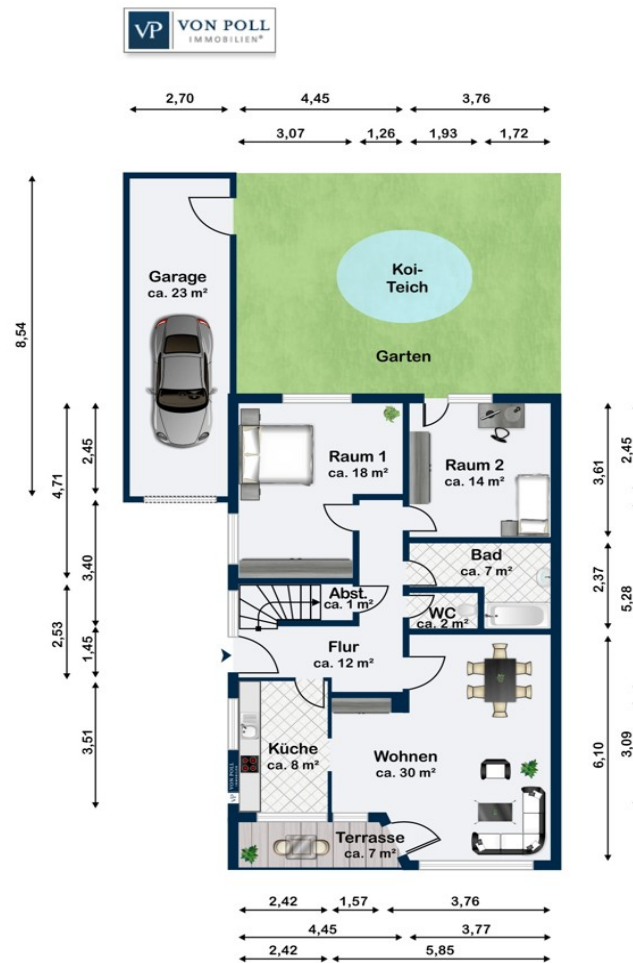 VP VON POLL
IMMOBILIEN®
2,70 4,45 3,76
3,07 1,26 1,93 1,72
8,54
4,71
2,45
3,40
2,53
1,45
3,51
Garage
ca. 23 m²
Koi-
Teich
Garten
Raum 1
ca. 18 m²
Raum 2
ca. 14 m²
Bad
ca. 7 m²
Abst.
ca. 1 m²
WC
ca. 2 m²
Flur
ca. 12 m²
Küche
ca. 8 m²
Wohnen
ca. 30 m²
Terrasse
ca. 7 m²
VP VON POLL
2,45
3,61
2,37
5,28
6,10
3,09
2,42 1,57 3,76
4,45 3,77
2,42 5,85